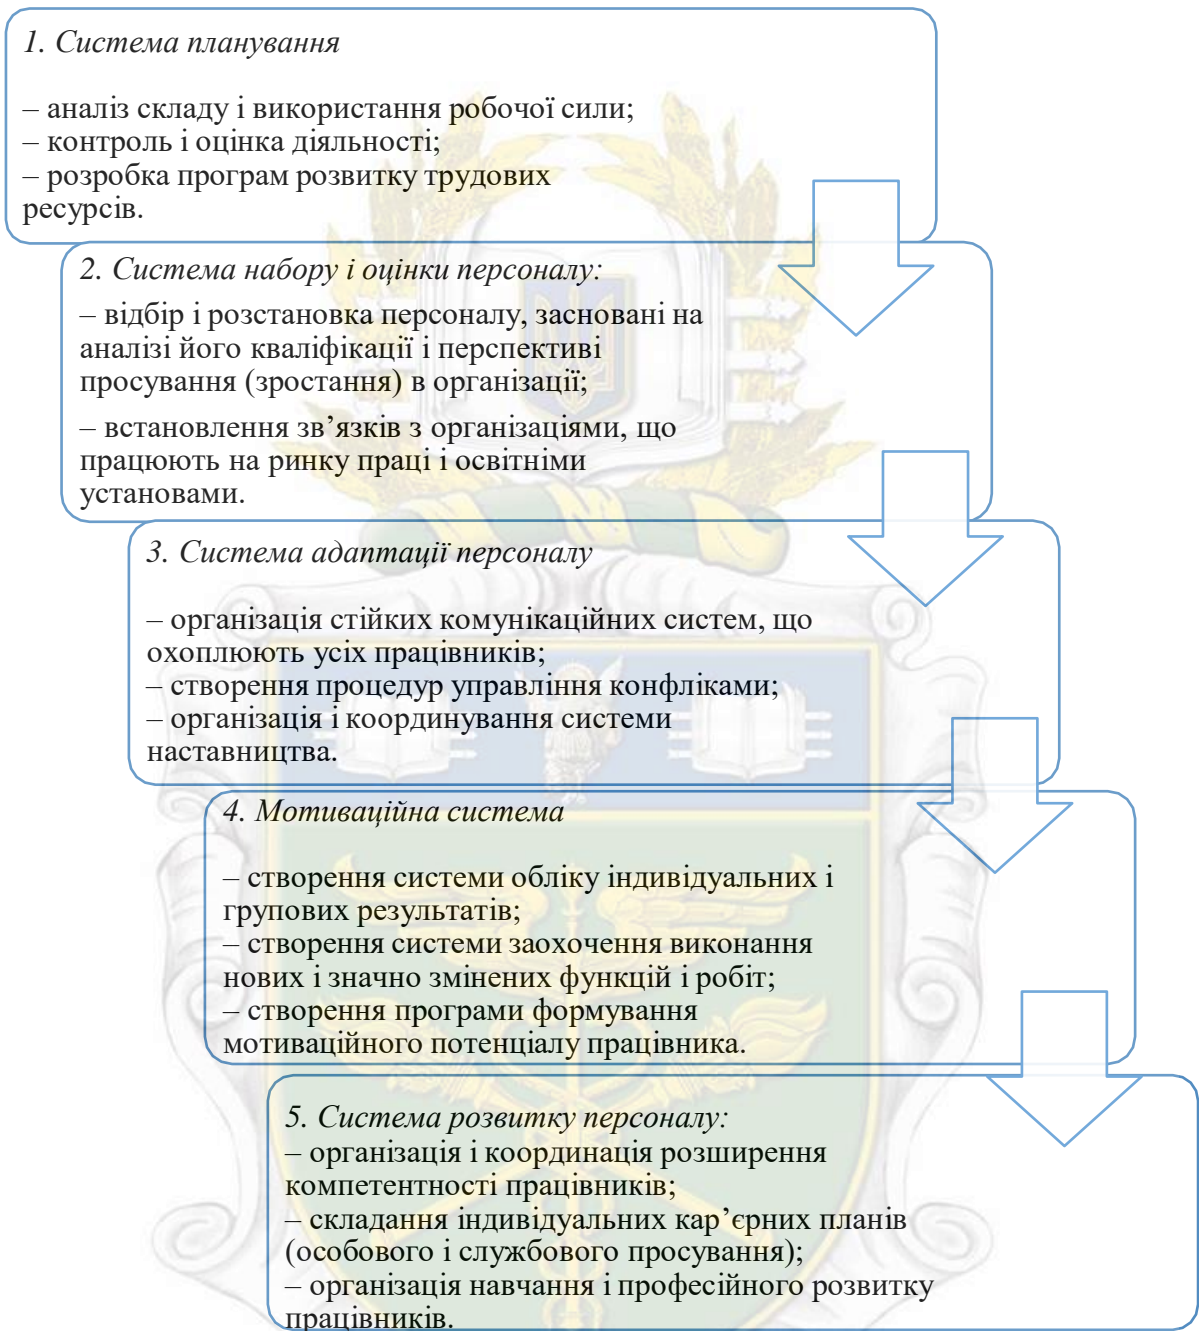 1. Система планування
– аналіз складу і використання робочої сили;
– контроль і оцінка діяльності;
– розробка програм розвитку трудових
ресурсів.
2. Система набору і оцінки персоналу:
– відбір і розстановка персоналу, засновані на
аналізі його кваліфікації і перспективі
просування (зростання) в організації;
– встановлення зв’язків з організаціями, що
працюють на ринку праці і освітніми
установами.
3. Система адаптації персоналу
– організація стійких комунікаційних систем, що
охоплюють усіх працівників;
– створення процедур управління конфліками;
– організація і координування системи
наставництва.
4. Мотиваційна система
– створення системи обліку індивідуальних і
групових результатів;
– створення системи заохочення виконання
нових і значно змінених функцій і робіт;
– створення програми формування
мотиваційного потенціалу працівника.
5. Система розвитку персоналу:
– організація і координація розширення
компетентності працівників;
– складання індивідуальних кар’єрних планів
(особового і службового просування);
– організація навчання і професійного розвитку
працівників.